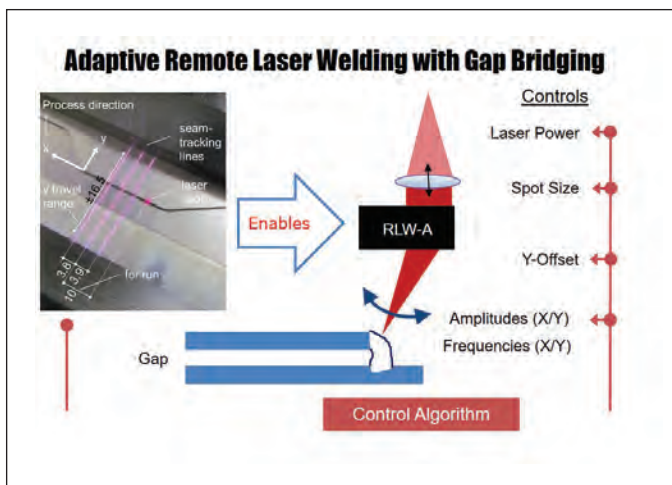 Adaptive Remote Laser Welding with Gap Bridging
Process direction
x
y
seam-
tracking
lines
±16.5
y travel
range
laser
spot
3.8
3.9
10
for run
Enables
RLW-A
Controls
Laser Power
Spot Size
Y-Offset
Amplitudes (X/Y)
Frequencies (X/Y)
Gap
Control Algorithm